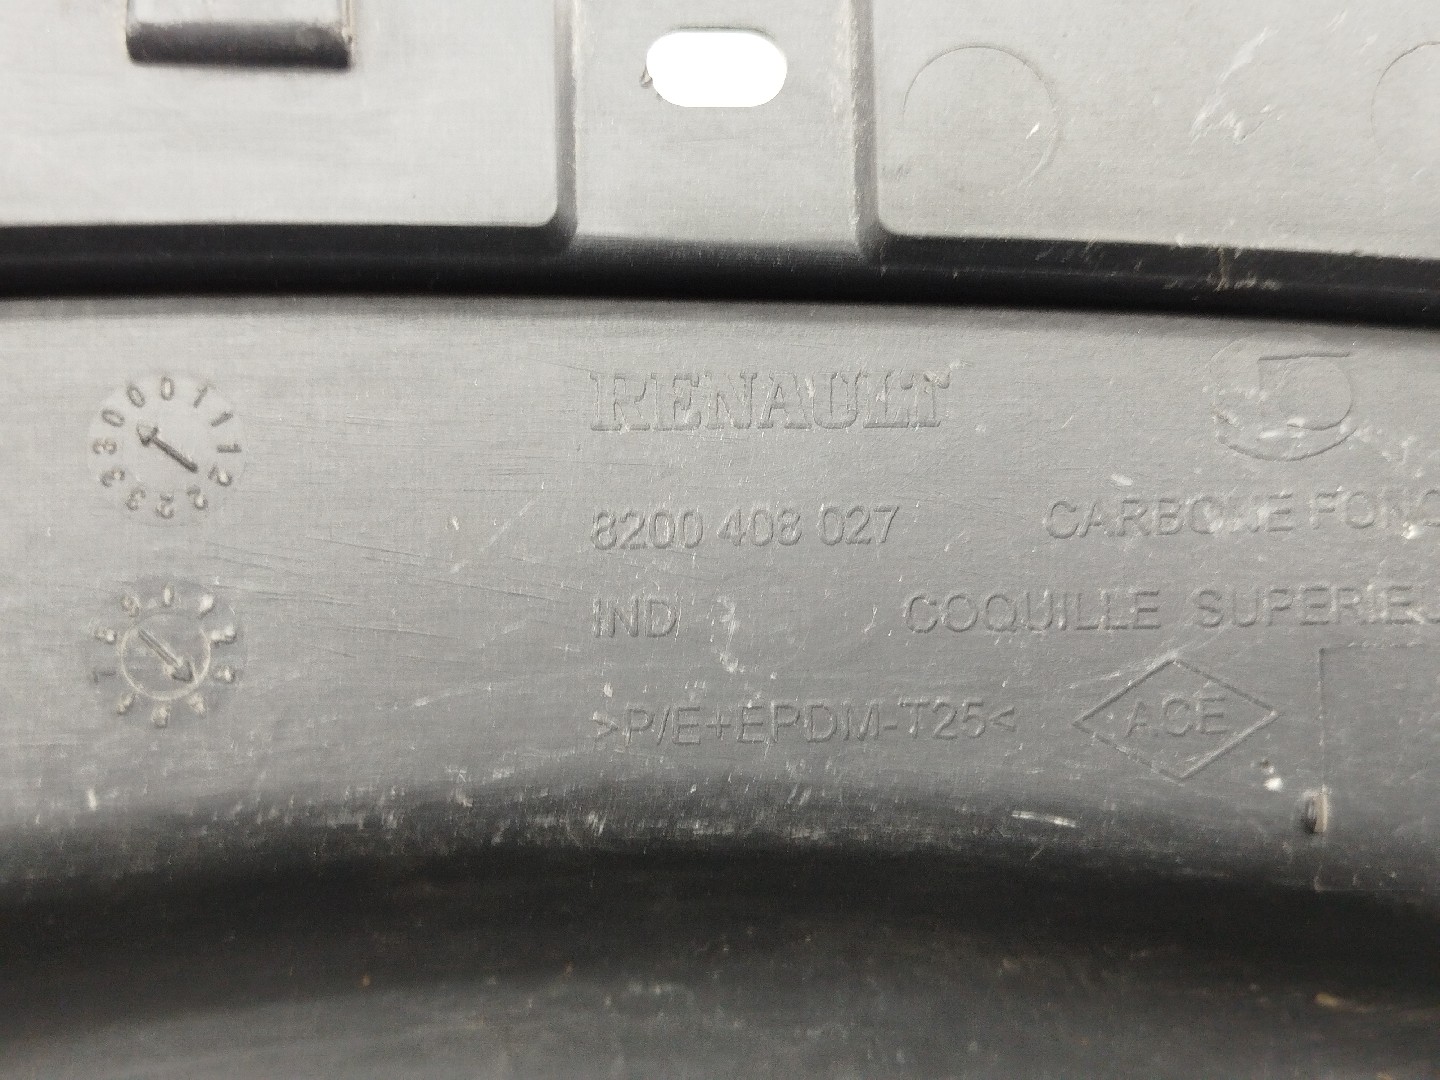 RENAULT
8200 408 027
IND
>P/E+EPDM-T25<
CARBONE FONC
COQUILLE SUPERIEU
ACE